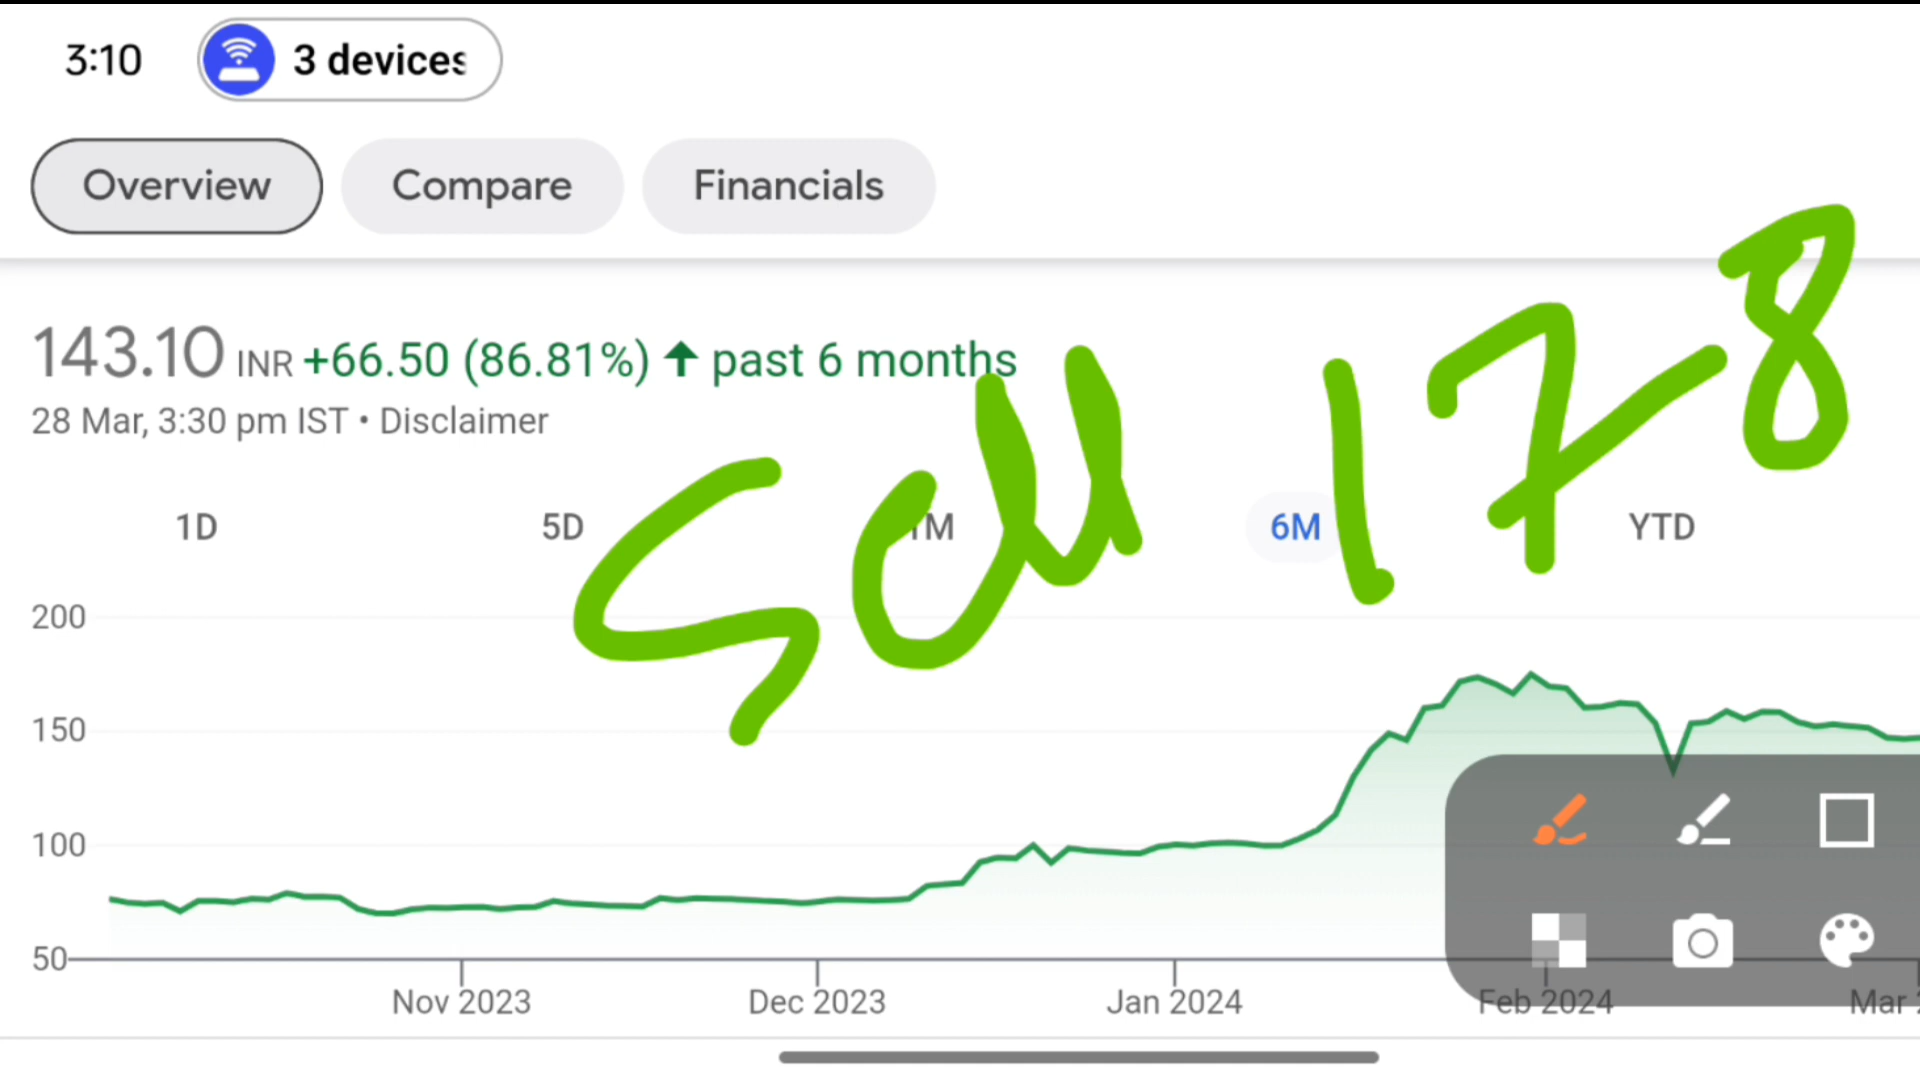 3:10 3 devices
Overview Compare Financials
143.10 INR +66.50 (86.81%) ↑ past 6 months
28 Mar, 3:30 pm IST • Disclaimer
Sell 178
1D 5D 1M 6M YTD
200
150
100
50
Nov 2023 Dec 2023 Jan 2024 Feb 2024 Mar